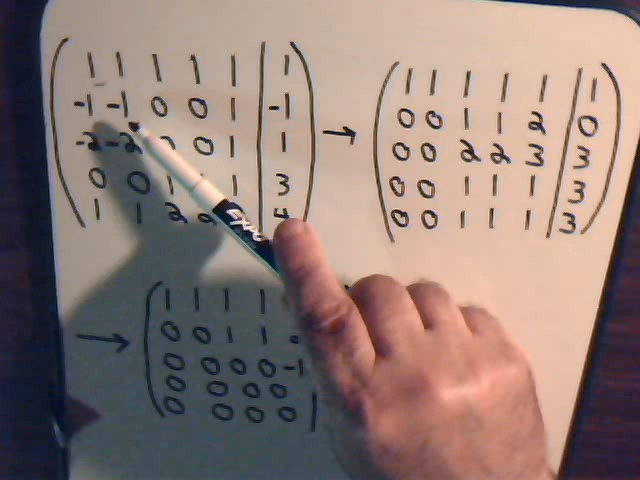 1 1 1 1 1 | 1
-1 -1 0 0 1 | -1
-2 -2 0 1 | 1
0 0 1 1 | 3
1 1 2 | 4
→
1 1 1 1 1 | 1
0 0 1 1 2 | 0
0 0 2 2 3 | 3
0 0 1 1 1 | 3
0 0 1 1 1 | 3
→
1 1 1 1
0 0 1 1
0 0 0 0 -1
0 0 0 0
0 0 0 0
EXPO